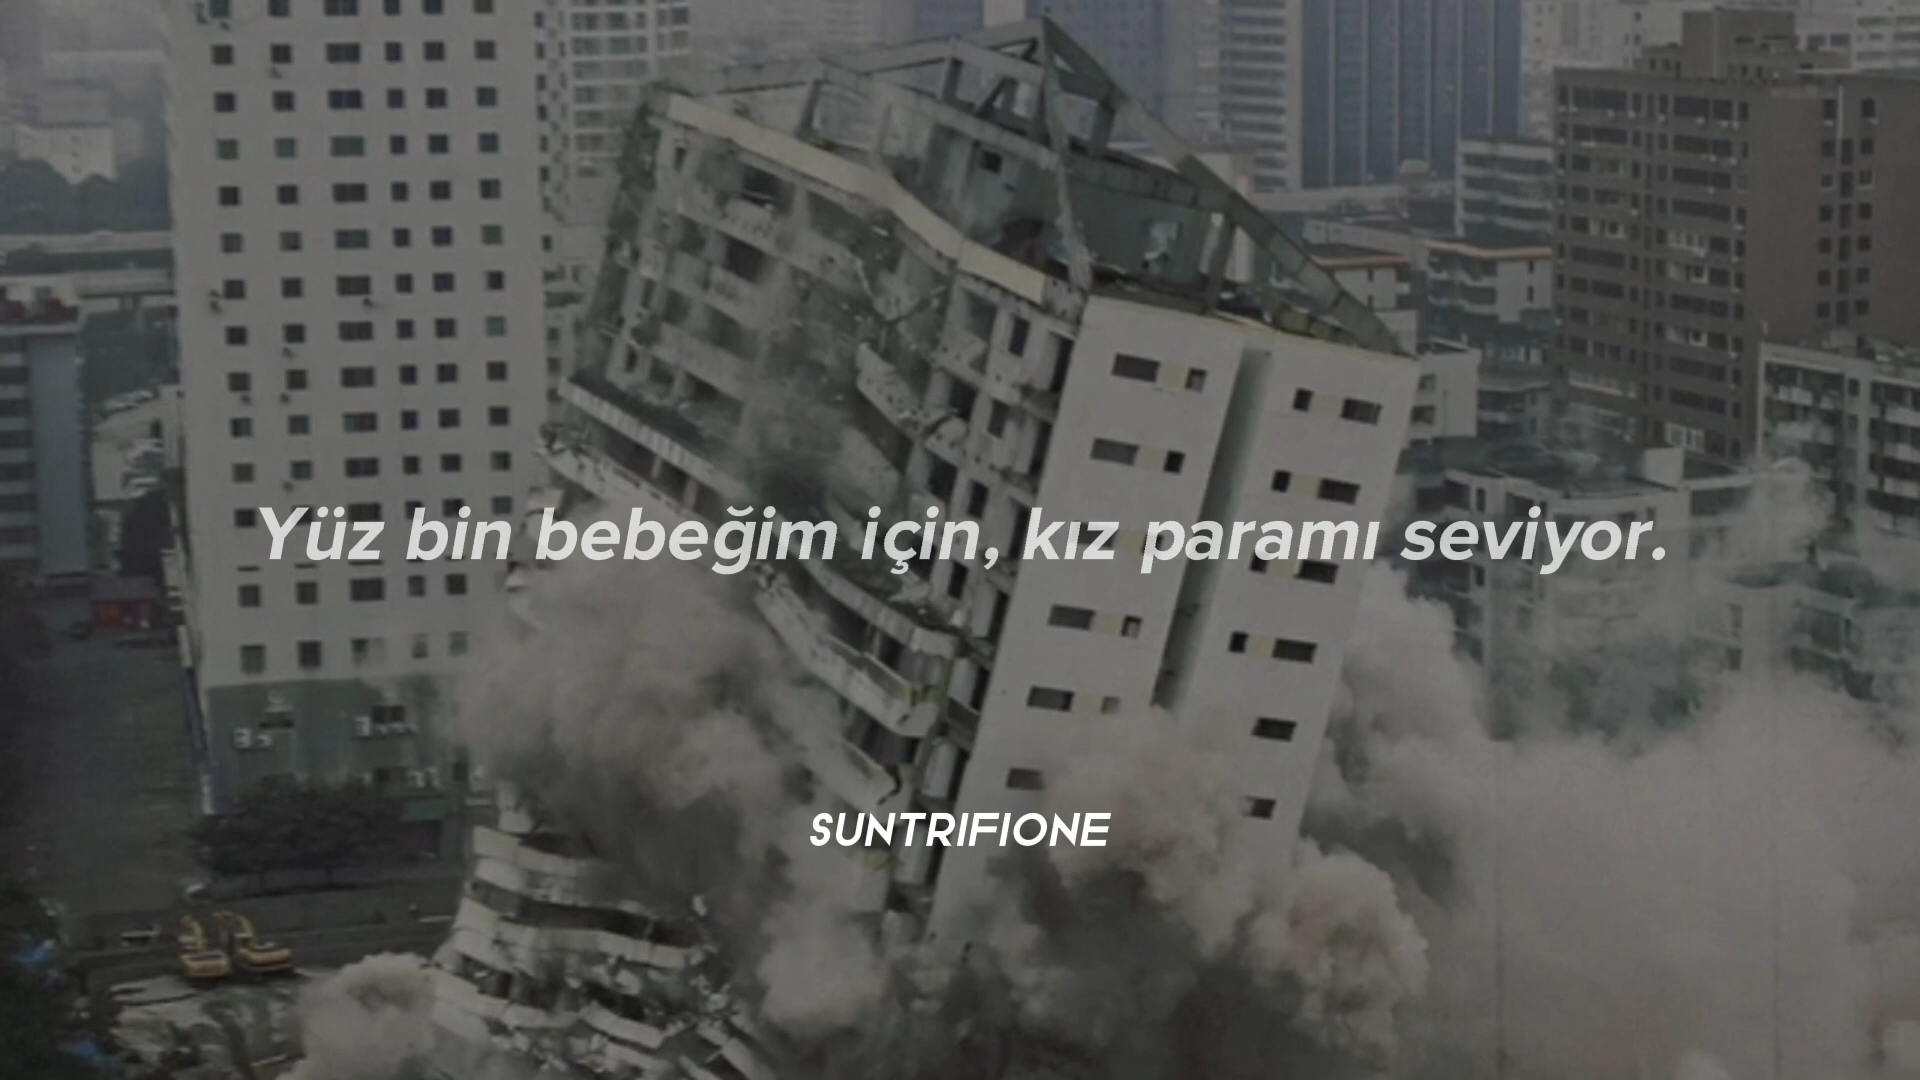 Yüz bin bebeğim için, kız paramı seviyor.
SUNTRIFIONE